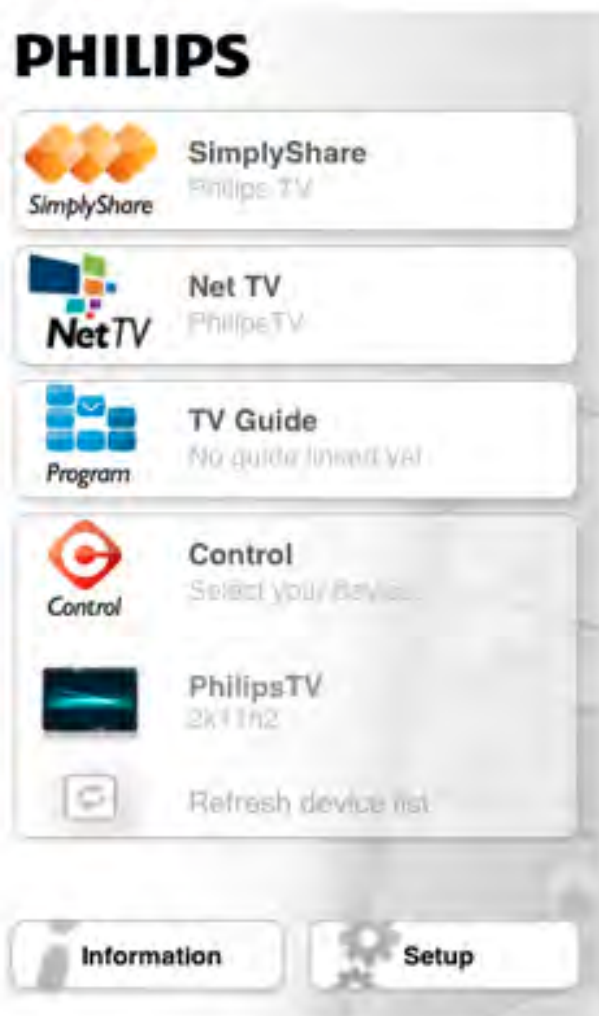 PHILIPS
SimplyShare
SimplyShare
Philips TV
NetTV
Net TV
PhilipsTV
Program
TV Guide
No guide linked yet
Control
Control
Select your device
PhilipsTV
2k11h2
Refresh device list
Information
Setup